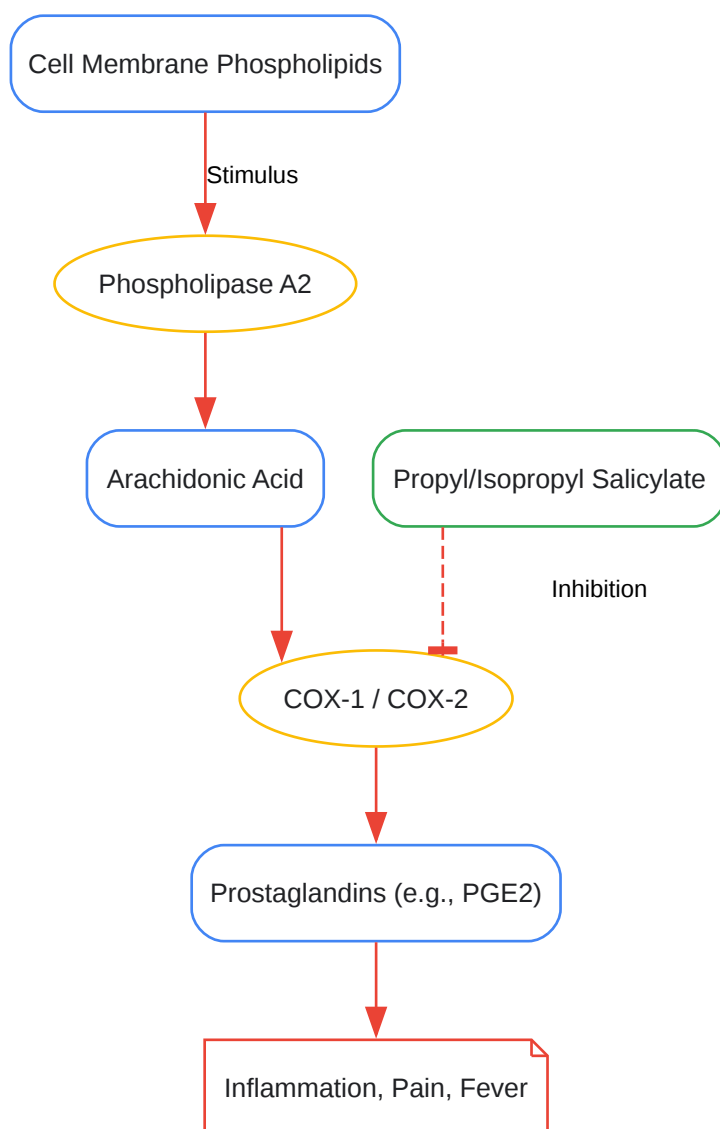 Cell Membrane Phospholipids
Stimulus
Phospholipase A2
Arachidonic Acid
Propyl/Isopropyl Salicylate
Inhibition
COX-1 / COX-2
Prostaglandins (e.g., PGE2)
Inflammation, Pain, Fever